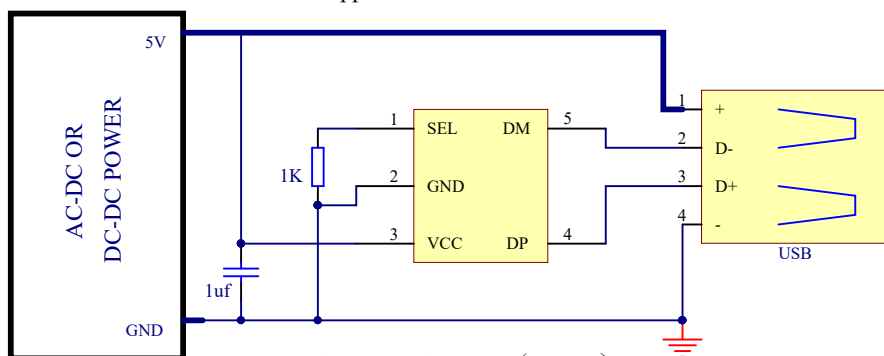 5V
AC-DC OR
DC-DC POWER
GND
1uf
1K
1 SEL DM 5
2 GND
3 VCC DP 4
1 +
2 D-
3 D+
4 -
USB